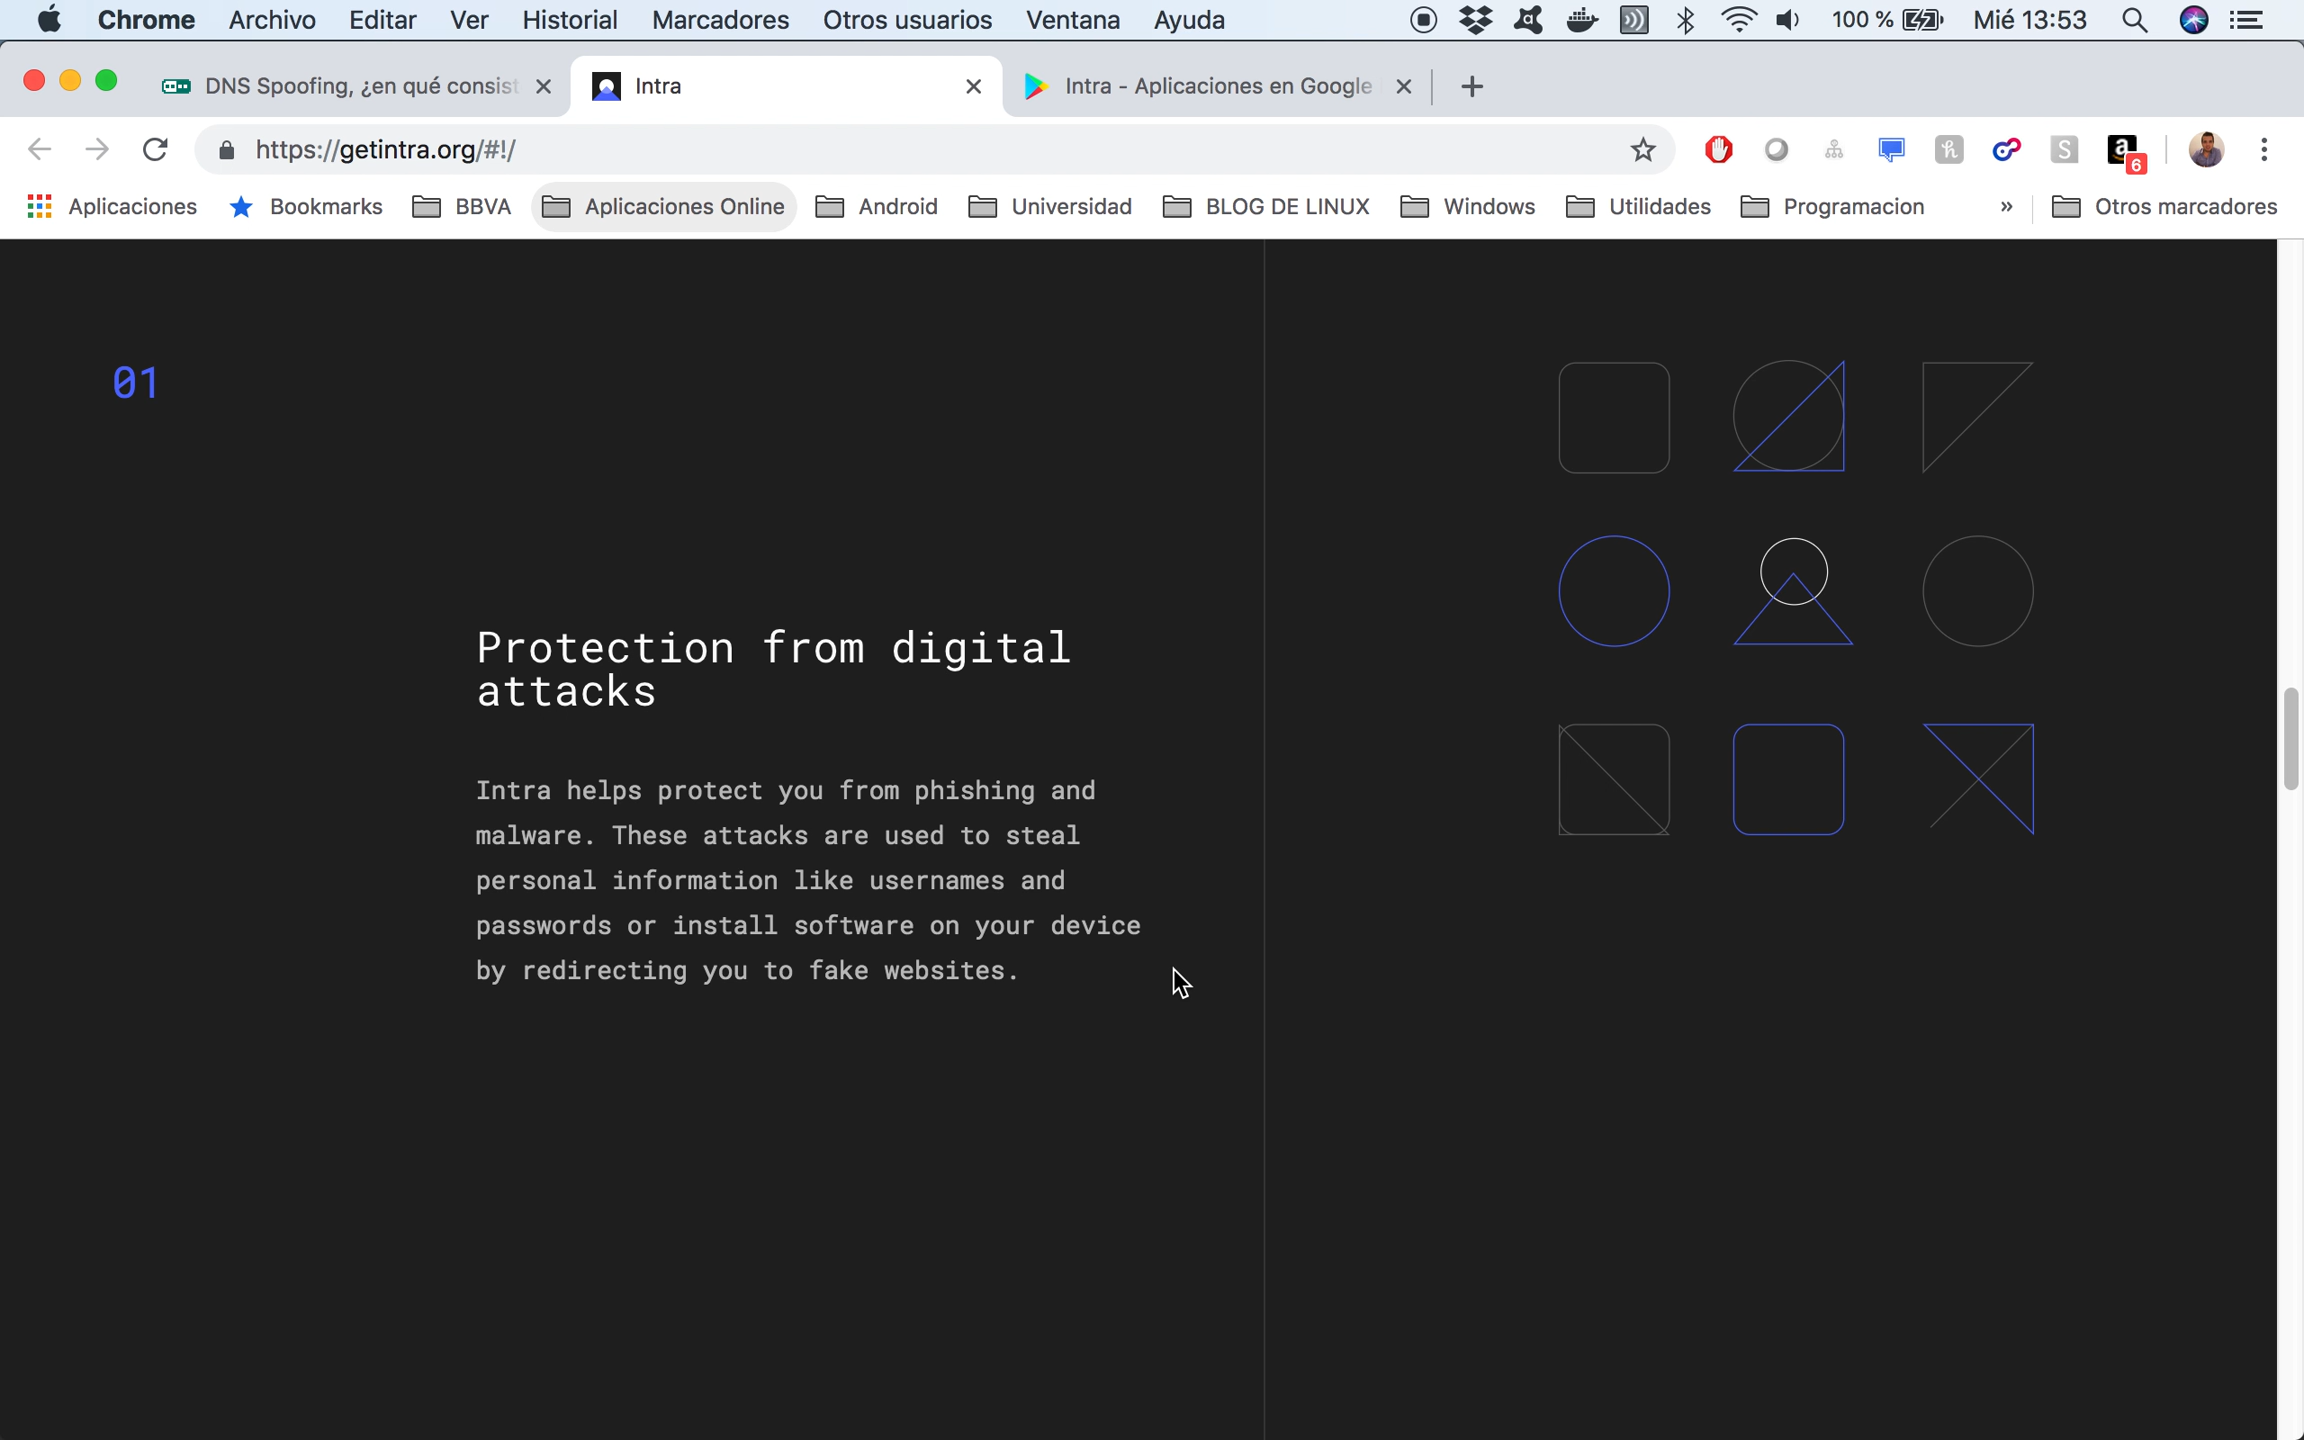 Chrome Archivo Editar Ver Historial Marcadores Otros usuarios Ventana Ayuda 100 % Mié 13:53
DNS Spoofing, ¿en qué consist Intra Intra - Aplicaciones en Google
https://getintra.org/#!/
6
Aplicaciones Bookmarks BBVA Aplicaciones Online Android Universidad BLOG DE LINUX Windows Utilidades Programacion » Otros marcadores
01
Protection from digital
attacks
Intra helps protect you from phishing and
malware. These attacks are used to steal
personal information like usernames and
passwords or install software on your device
by redirecting you to fake websites.